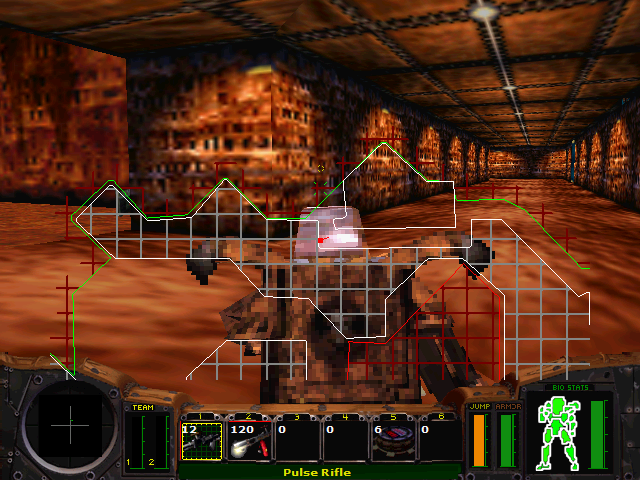 BIO STATS
TEAM
1 2 3 4 5 6
JUMP ARMOR
12 120 0 0 6 0
1 2
Pulse Rifle